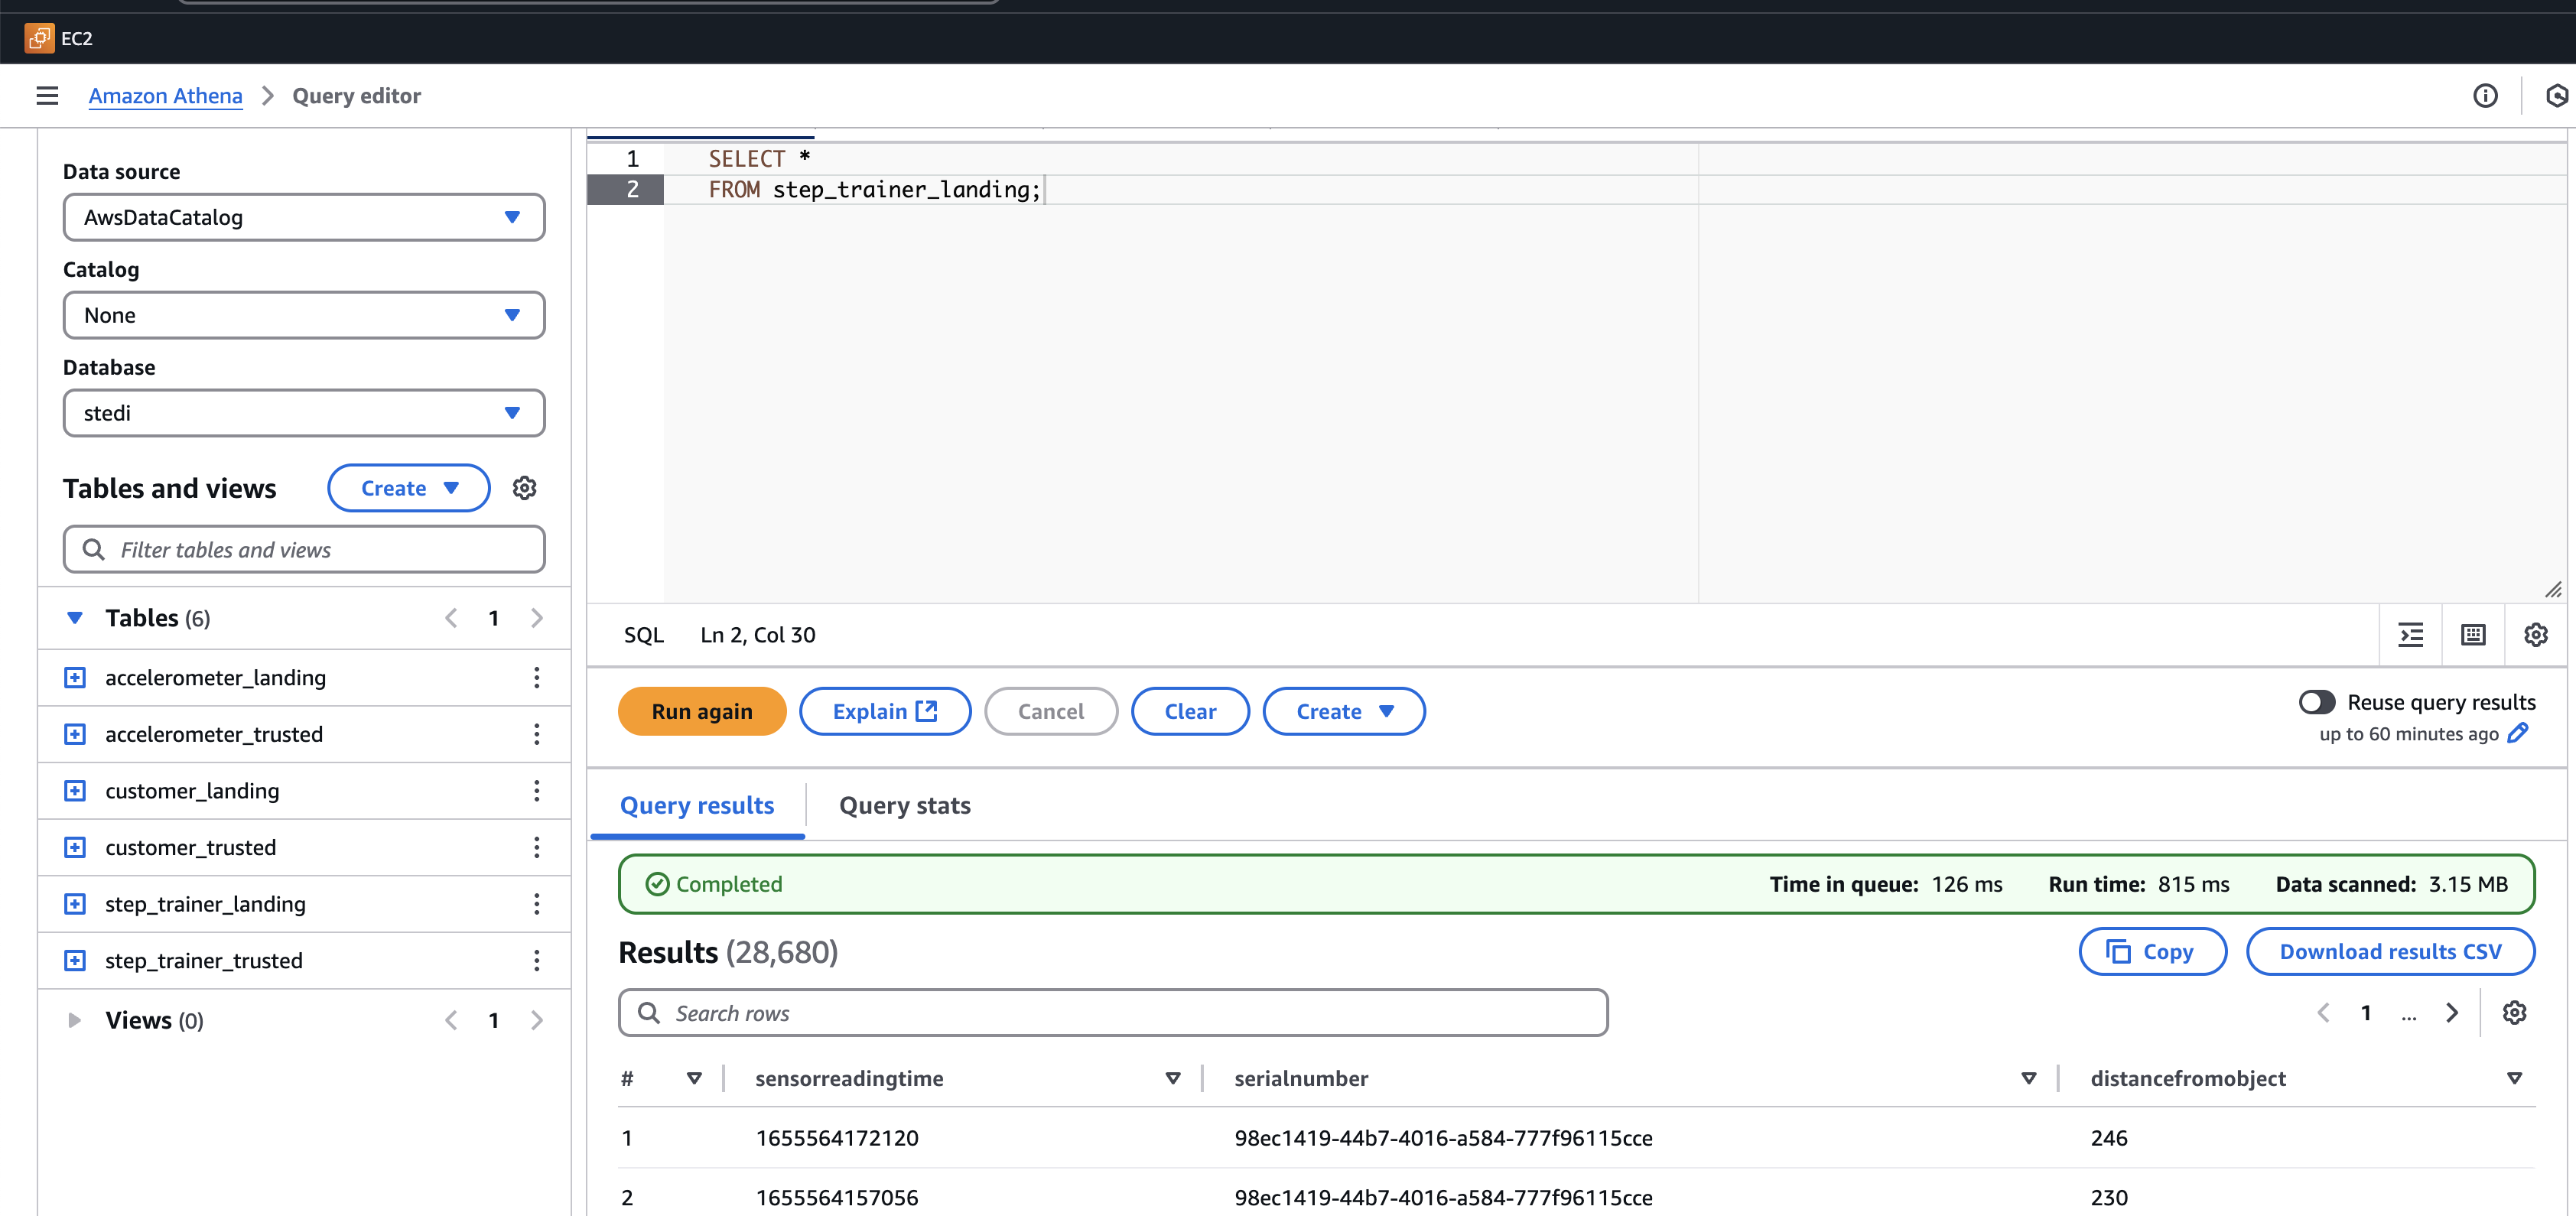 EC2
Amazon Athena > Query editor
Data source
AwsDataCatalog
Catalog
None
Database
stedi
Tables and views
Create
Filter tables and views
Tables (6)
1
accelerometer_landing
accelerometer_trusted
customer_landing
customer_trusted
step_trainer_landing
step_trainer_trusted
Views (0)
1
1 SELECT *
2 FROM step_trainer_landing;
SQL Ln 2, Col 30
Run again Explain Cancel Clear Create
Reuse query results
up to 60 minutes ago
Query results Query stats
Completed Time in queue: 126 ms Run time: 815 ms Data scanned: 3.15 MB
Results (28,680)
Copy Download results CSV
Search rows
1 ...
# sensorreadingtime serialnumber distancefromobject
1 1655564172120 98ec1419-44b7-4016-a584-777f96115cce 246
2 1655564157056 98ec1419-44b7-4016-a584-777f96115cce 230